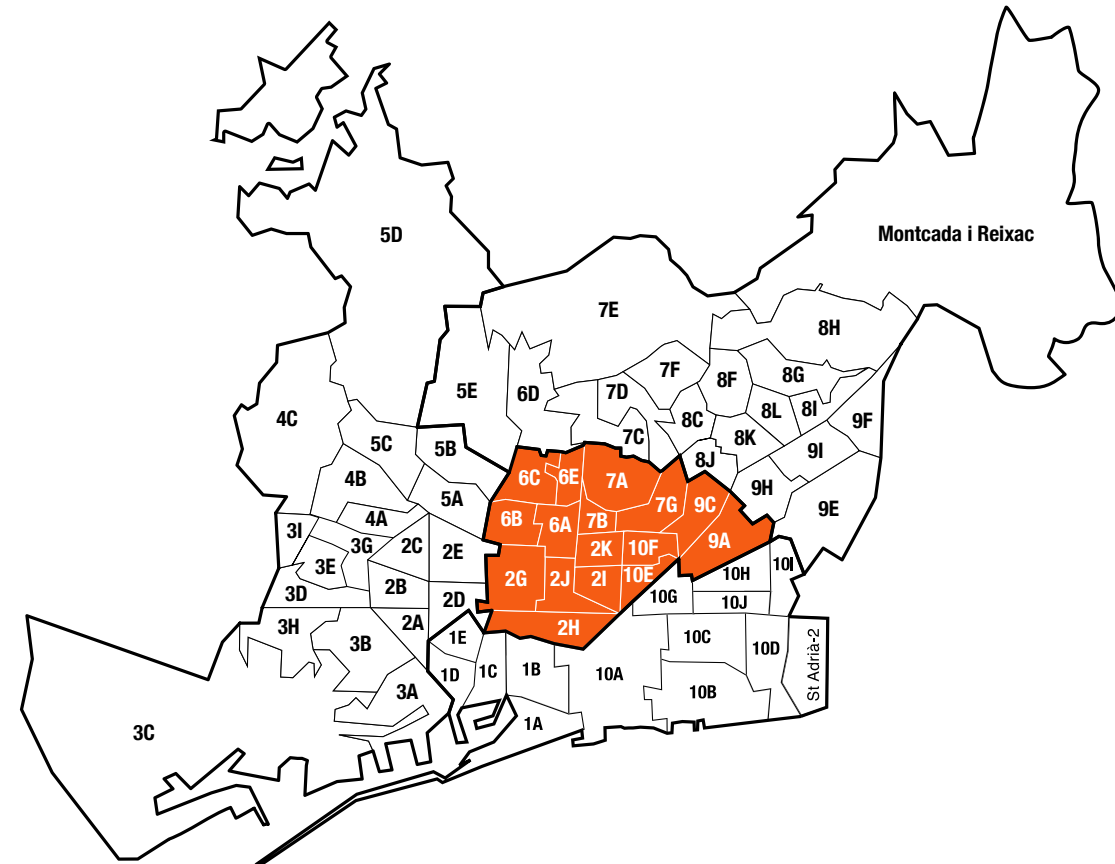 5D
Montcada i Reixac
7E
8H
7F
8F
8G
5E
6D
7D
8C
8L
8I
4C
7C
8K
9F
5C
5B
8J
9I
4B
6C
6E
7A
9H
5A
7G
9C
9E
4A
6B
6A
7B
3I
3G
2C
2E
2K
10F
9A
3E
2G
2J
2I
10E
10H
10I
3D
2B
2D
10G
10J
3H
2A
2H
3B
1E
10C
10D
1D
1C
1B
10A
St Adrià-2
3A
10B
3C
1A